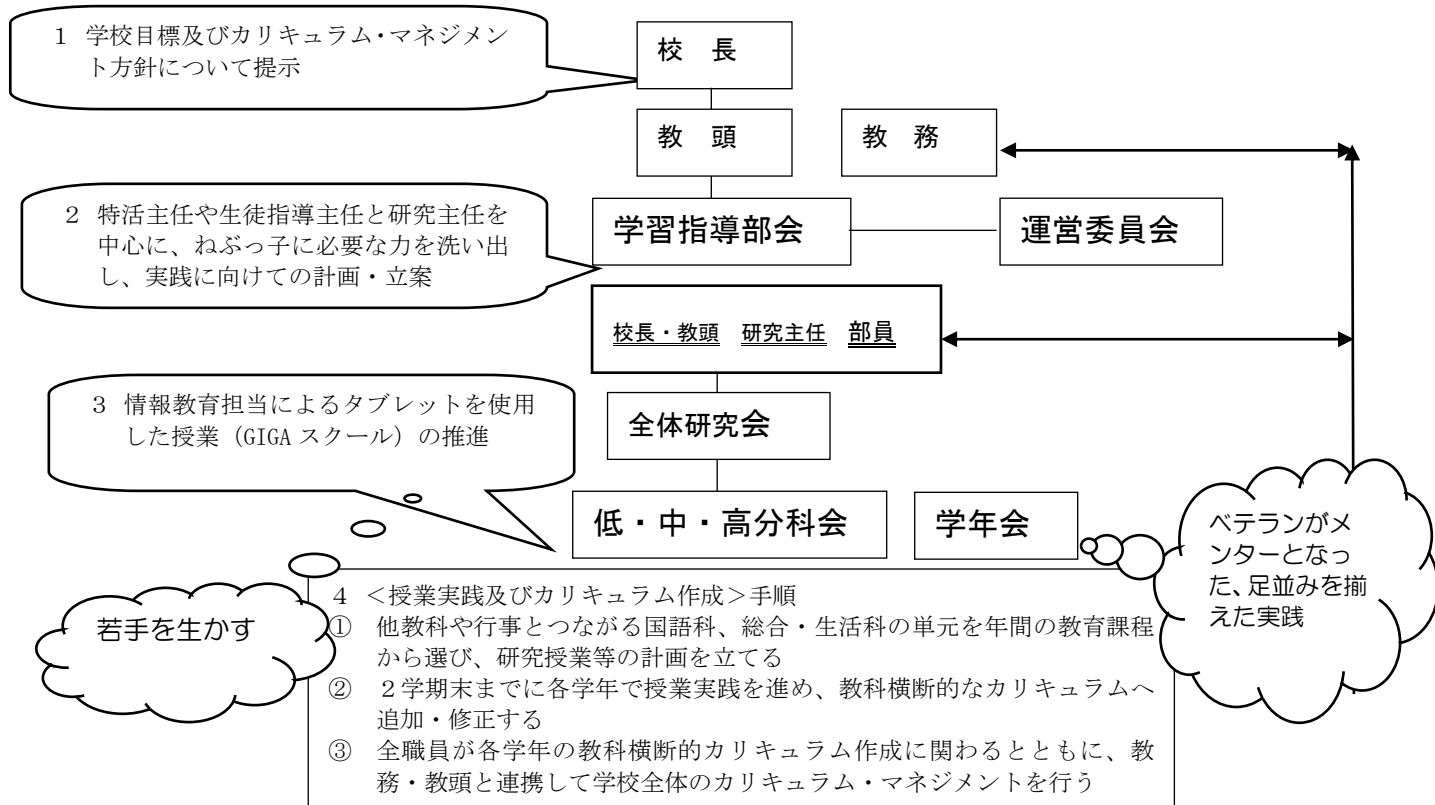 １ 学校目標及びカリキュラム・マネジメン
ト方針について提示
校　長
教　頭
教　務
２ 特活主任や生徒指導主任と研究主任を
中心に、ねぶっ子に必要な力を洗い出
し、実践に向けての計画・立案
学習指導部会
運営委員会
校長・教頭　研究主任　部員
３ 情報教育担当によるタブレットを使用
した授業（GIGA スクール）の推進
全体研究会
低・中・高分科会
学年会
ベテランがメ
ンターとなっ
た、足並みを揃
えた実践
若手を生かす
４ ＜授業実践及びカリキュラム作成＞手順
① 他教科や行事とつながる国語科、総合・生活科の単元を年間の教育課程
から選び、研究授業等の計画を立てる
② ２学期末までに各学年で授業実践を進め、教科横断的なカリキュラムへ
追加・修正する
③ 全職員が各学年の教科横断的カリキュラム作成に関わるとともに、教
務・教頭と連携して学校全体のカリキュラム・マネジメントを行う